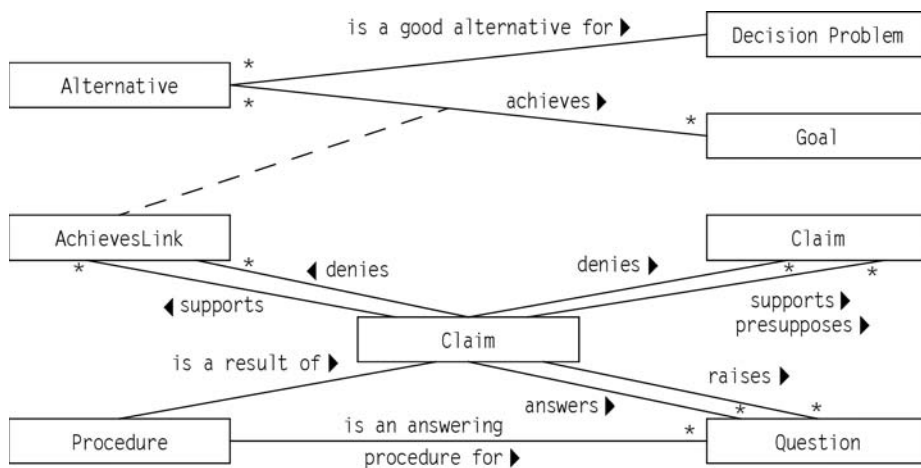 is a good alternative for ▶
Decision Problem
*
Alternative
*
achieves ▶
*
Goal
AchievesLink
Claim
*
*
◀ denies
denies ▶
*
*
◀ supports
supports ▶
presupposes ▶
Claim
is a result of ▶
raises ▶
answers ▶
*
*
Procedure
is an answering
procedure for ▶
*
Question